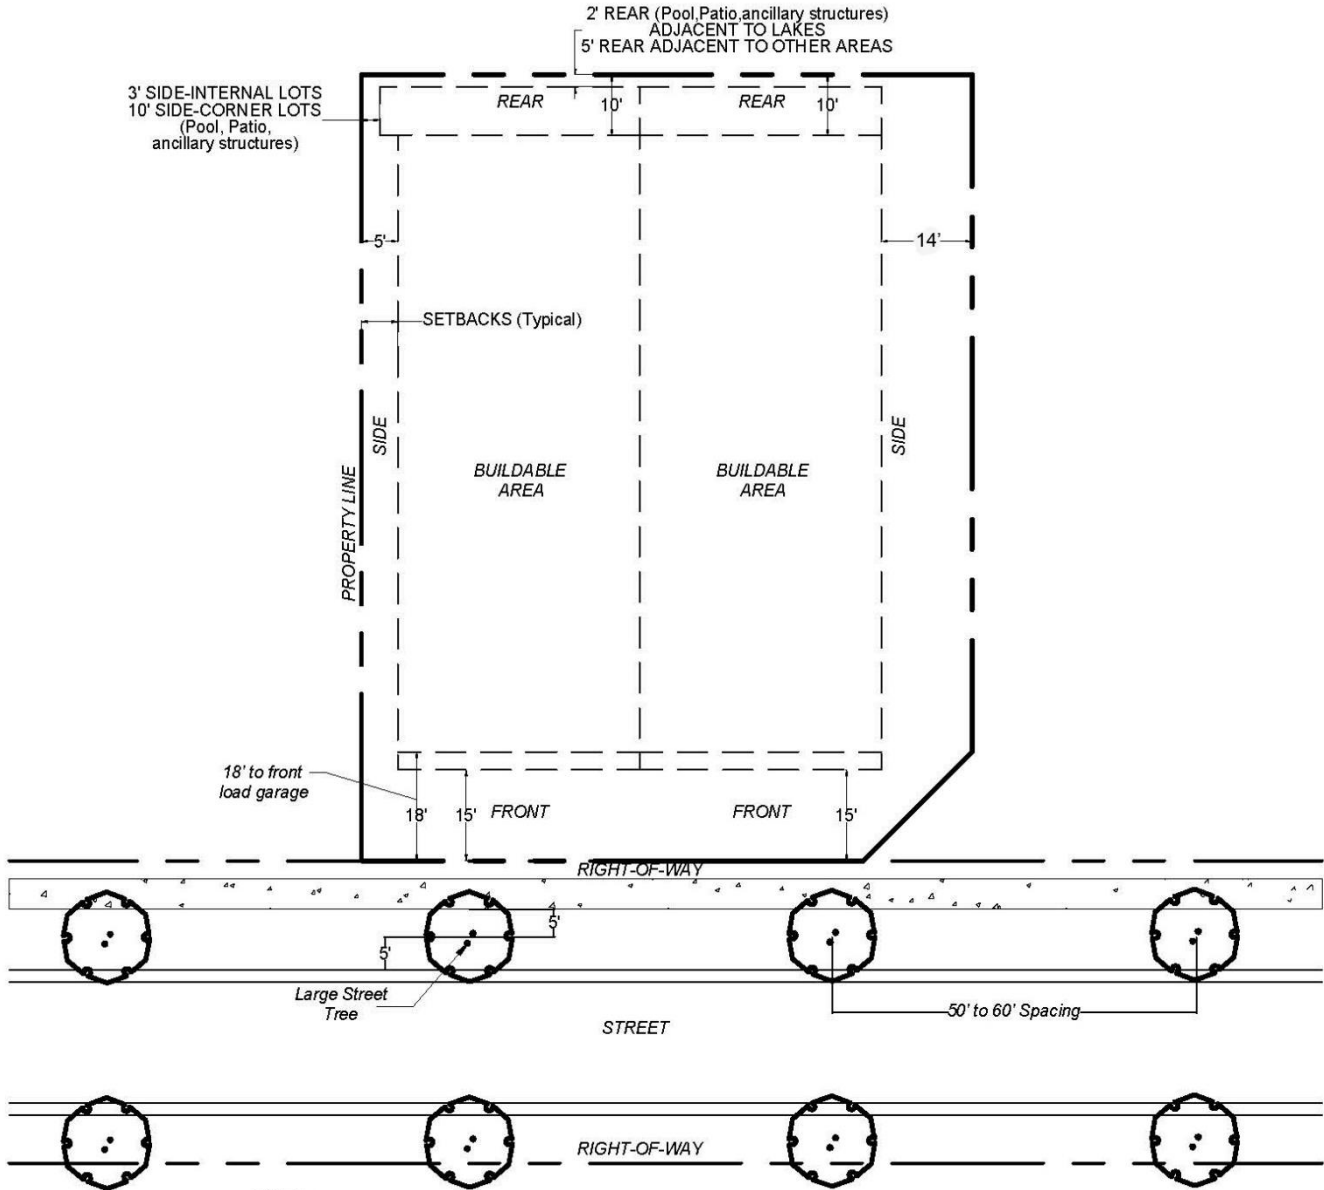 2' REAR (Pool,Patio,ancillary structures)
ADJACENT TO LAKES
5' REAR ADJACENT TO OTHER AREAS
3' SIDE-INTERNAL LOTS
10' SIDE-CORNER LOTS
(Pool, Patio,
ancillary structures)
REAR
10'
REAR
10'
5'
14'
SETBACKS (Typical)
SIDE
SIDE
BUILDABLE
AREA
BUILDABLE
AREA
PROPERTY LINE
18' to front
load garage
18'
15'
FRONT
FRONT
15'
RIGHT-OF-WAY
5'
5'
Large Street
Tree
50' to 60' Spacing
STREET
RIGHT-OF-WAY